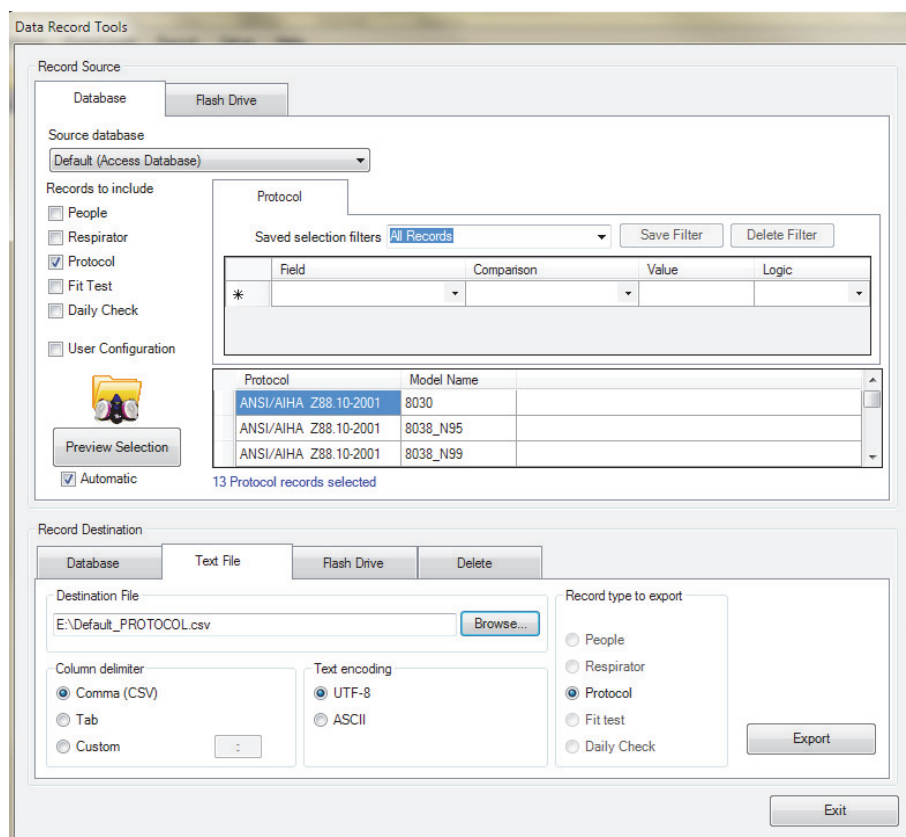 Data Record Tools
Record Source
Database Flash Drive
Source database
Default (Access Database)
Records to include
People
Respirator
Protocol
Fit Test
Daily Check
User Configuration
Preview Selection
Automatic
Protocol
Saved selection filters All Records Save Filter Delete Filter
Field Comparison Value Logic
*
Protocol Model Name
ANSI/AIHA Z88.10-2001 8030
ANSI/AIHA Z88.10-2001 8038_N95
ANSI/AIHA Z88.10-2001 8038_N99
13 Protocol records selected
Record Destination
Database Text File Flash Drive Delete
Destination File
E:\Default_PROTOCOL.csv Browse...
Column delimiter
Comma (CSV)
Tab
Custom :
Text encoding
UTF-8
ASCII
Record type to export
People
Respirator
Protocol
Fit test
Daily Check
Export
Exit